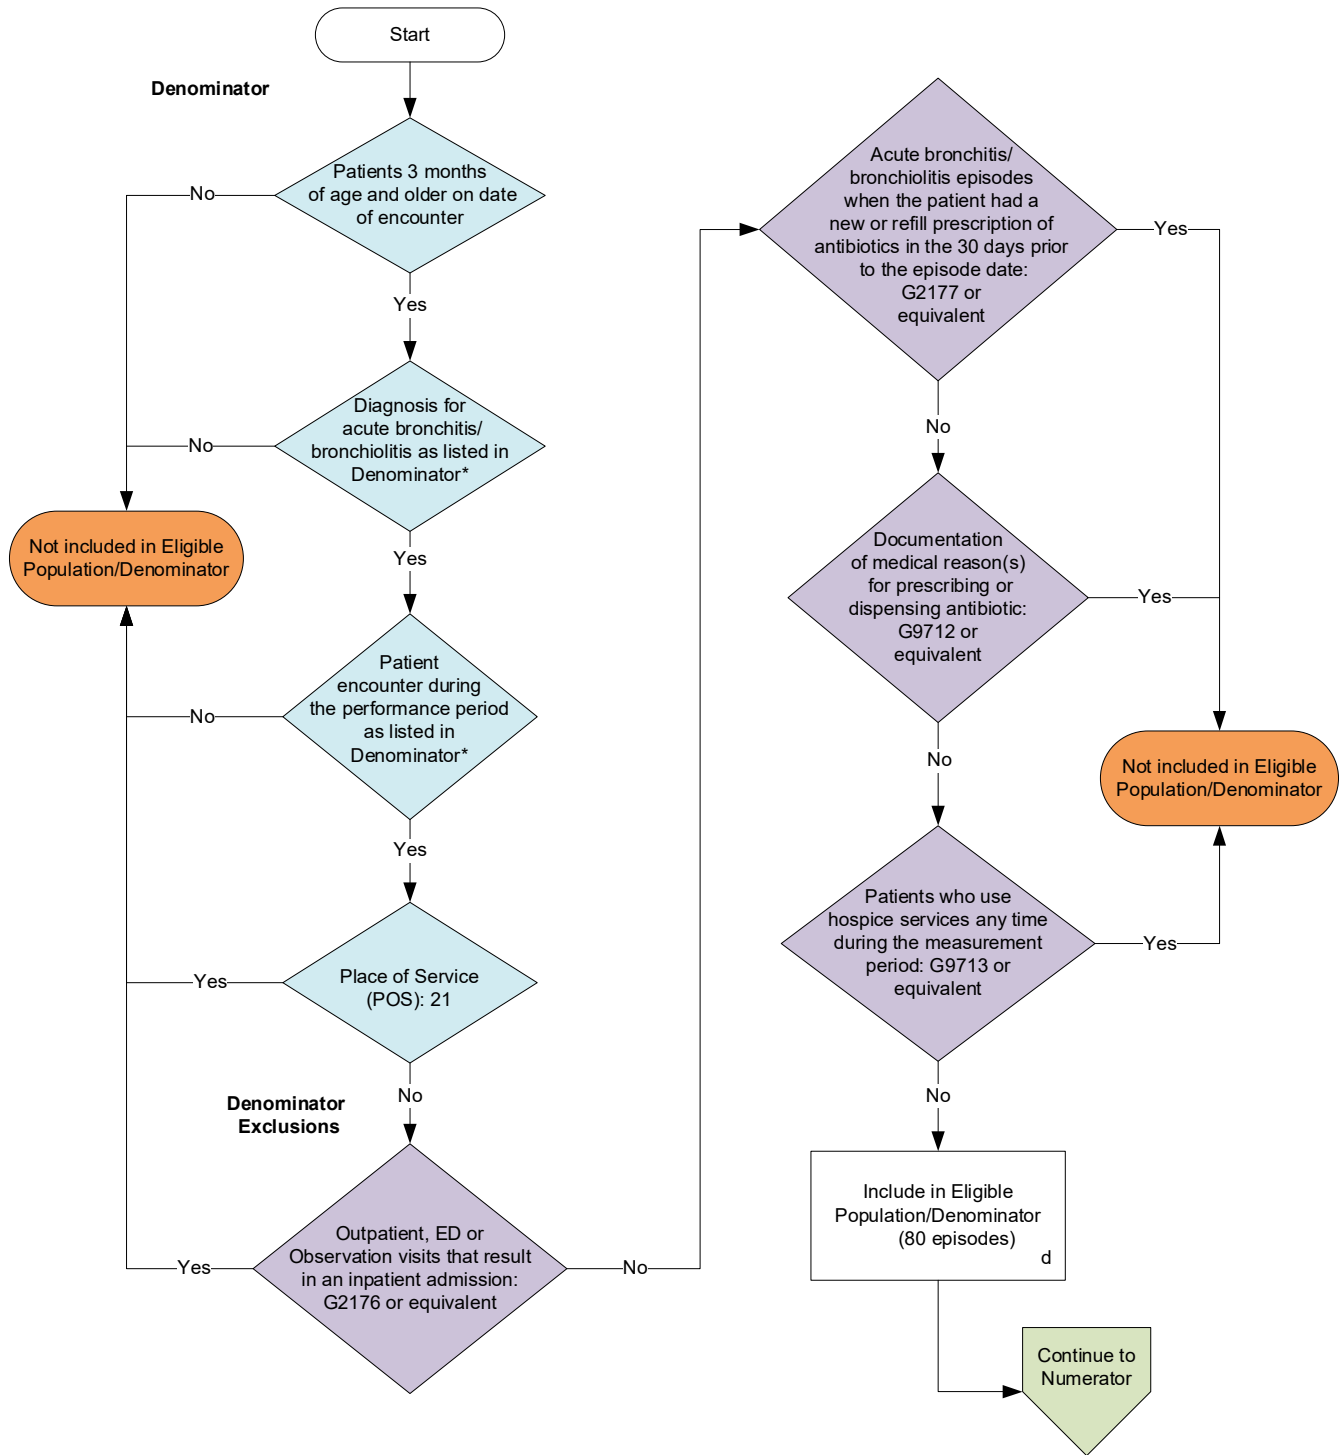 Start
Denominator
Patients 3 months
of age and older on date
of encounter
No
Yes
Diagnosis for
acute bronchitis/
bronchiolitis as listed in
Denominator*
No
Yes
Not included in Eligible
Population/Denominator
Patient
encounter during
the performance period
as listed in
Denominator*
No
Yes
Place of Service
(POS): 21
Yes
No
Denominator
Exclusions
Outpatient, ED or
Observation visits that result
in an inpatient admission:
G2176 or equivalent
Yes
No
Acute bronchitis/
bronchiolitis episodes
when the patient had a
new or refill prescription of
antibiotics in the 30 days prior
to the episode date:
G2177 or
equivalent
Yes
No
Documentation
of medical reason(s)
for prescribing or
dispensing antibiotic:
G9712 or
equivalent
Yes
No
Not included in Eligible
Population/Denominator
Patients who use
hospice services any time
during the measurement
period: G9713 or
equivalent
Yes
No
Include in Eligible
Population/Denominator
(80 episodes)
d
Continue to
Numerator